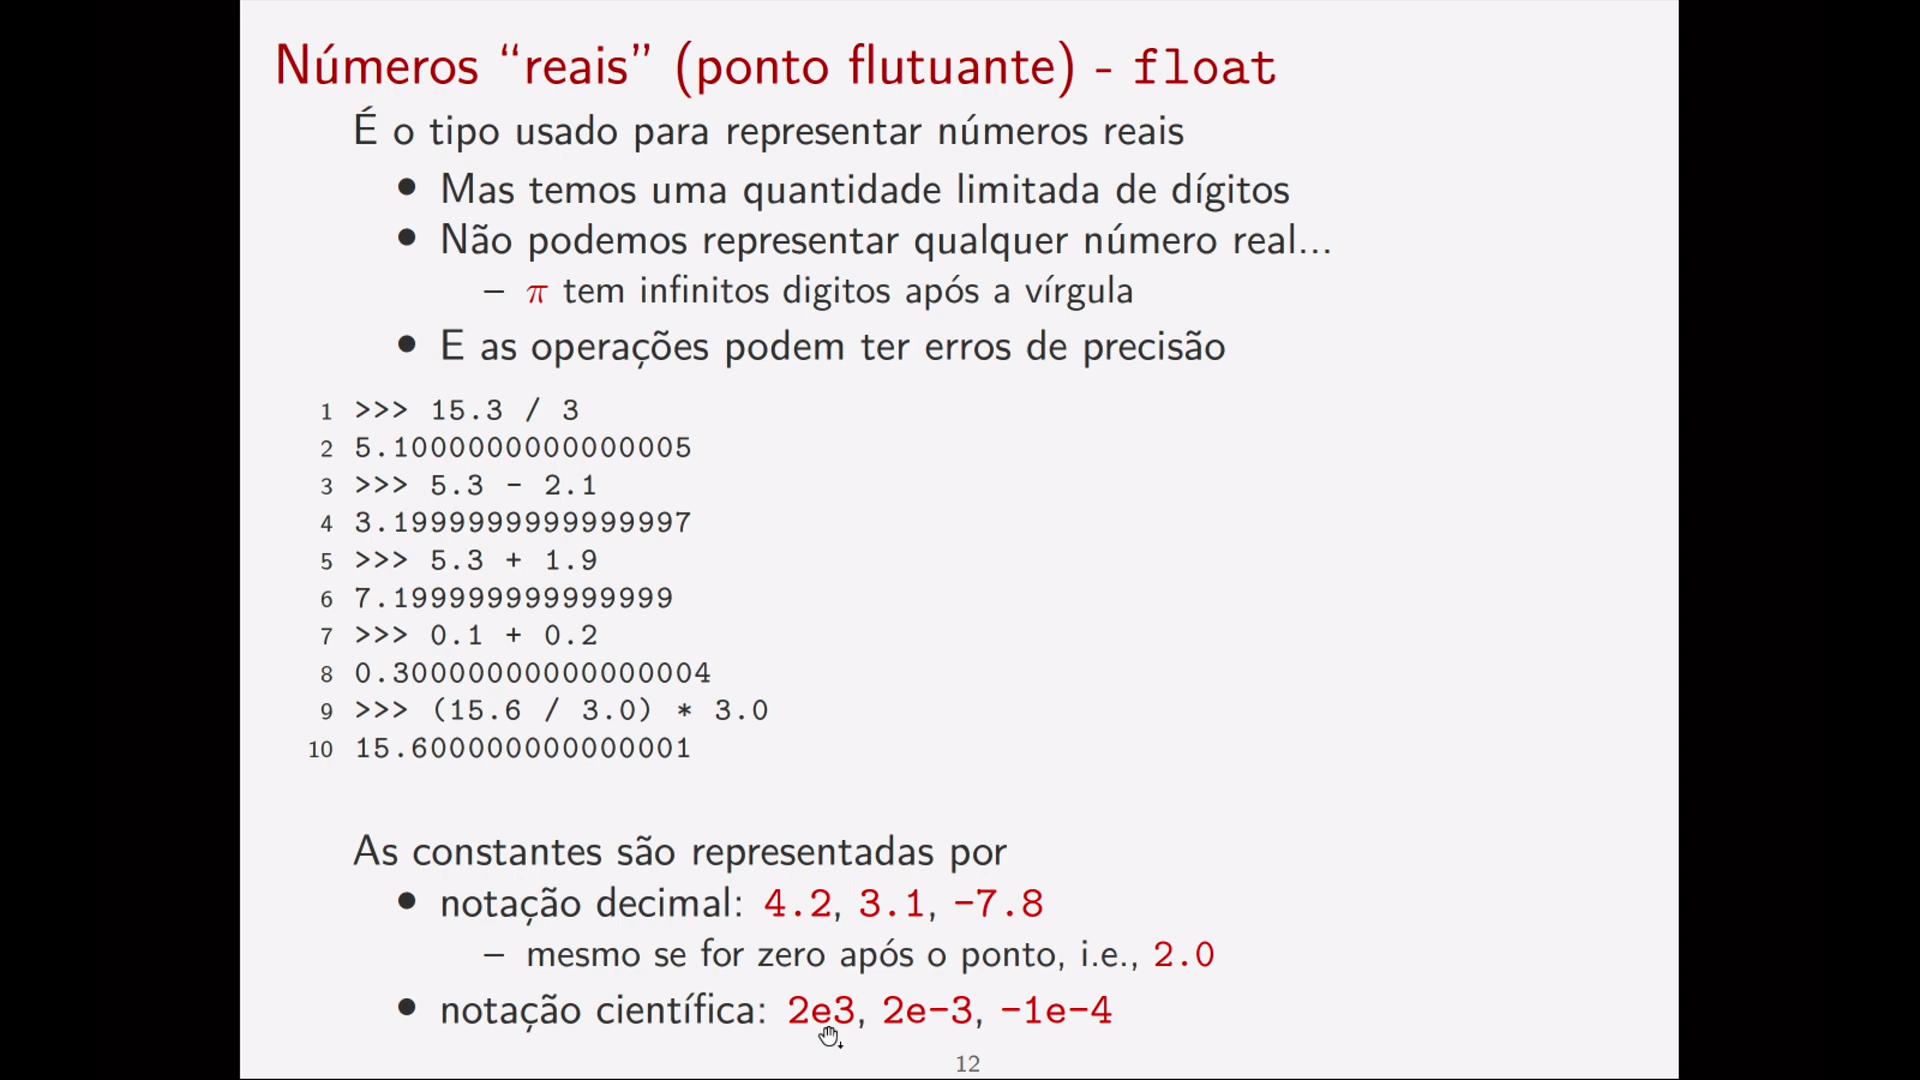 Números “reais” (ponto flutuante) - float
É o tipo usado para representar números reais
• Mas temos uma quantidade limitada de dígitos
• Não podemos representar qualquer número real...
– π tem infinitos digitos após a vírgula
• E as operações podem ter erros de precisão
1 >>> 15.3 / 3
2 5.1000000000000005
3 >>> 5.3 - 2.1
4 3.1999999999999997
5 >>> 5.3 + 1.9
6 7.199999999999999
7 >>> 0.1 + 0.2
8 0.30000000000000004
9 >>> (15.6 / 3.0) * 3.0
10 15.600000000000001
As constantes são representadas por
• notação decimal: 4.2, 3.1, -7.8
– mesmo se for zero após o ponto, i.e., 2.0
• notação científica: 2e3, 2e-3, -1e-4
12